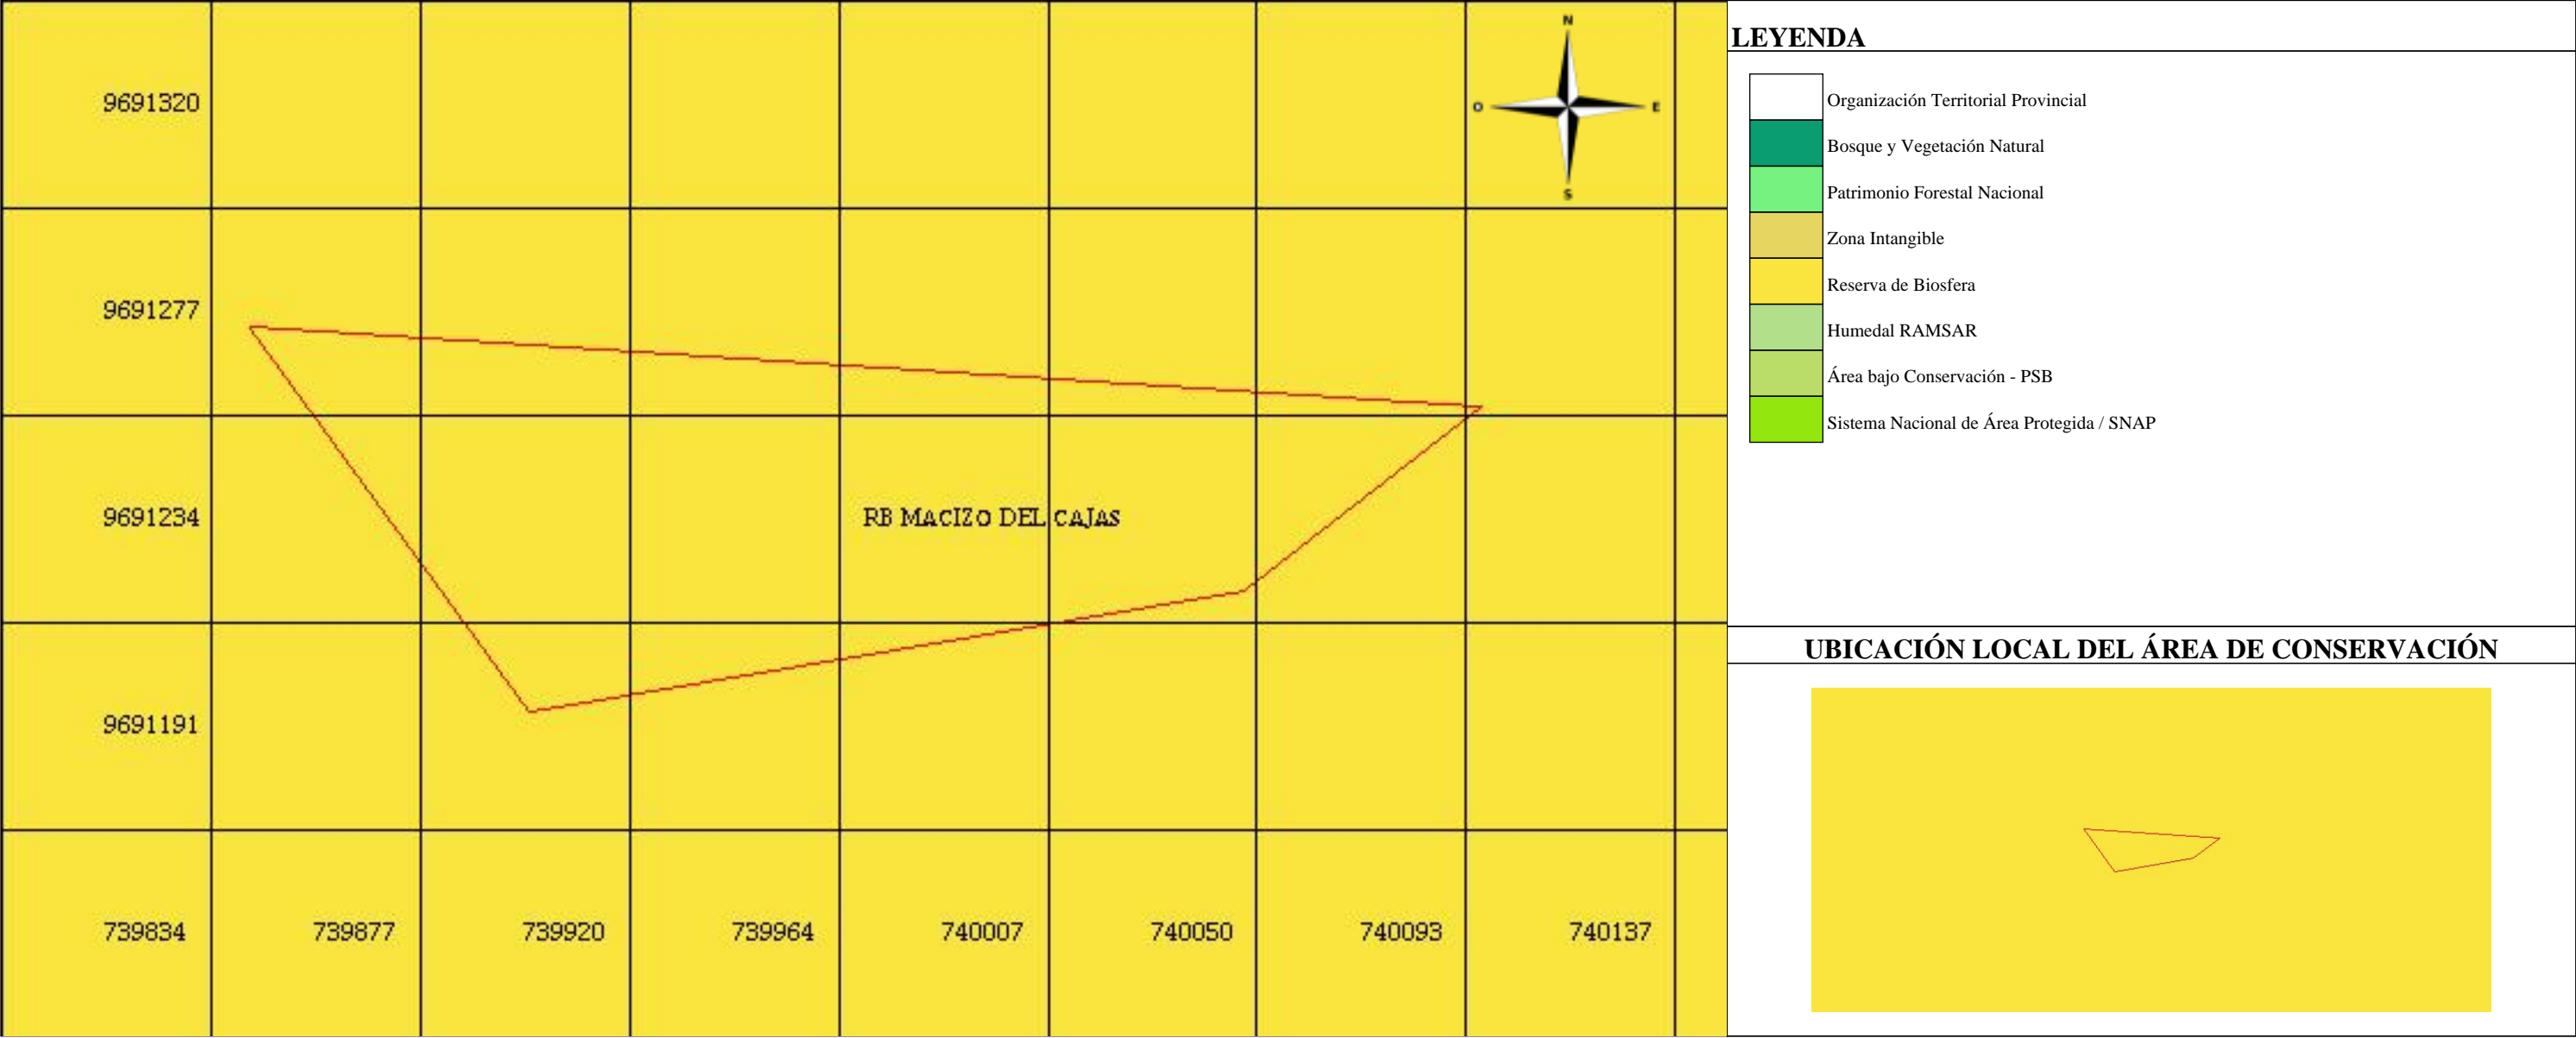 N
O
E
S
9691320
9691277
9691234
RB MACIZO DEL CAJAS
9691191
739834
739877
739920
739964
740007
740050
740093
740137
LEYENDA
Organización Territorial Provincial
Bosque y Vegetación Natural
Patrimonio Forestal Nacional
Zona Intangible
Reserva de Biosfera
Humedal RAMSAR
Área bajo Conservación - PSB
Sistema Nacional de Área Protegida / SNAP
UBICACIÓN LOCAL DEL ÁREA DE CONSERVACIÓN